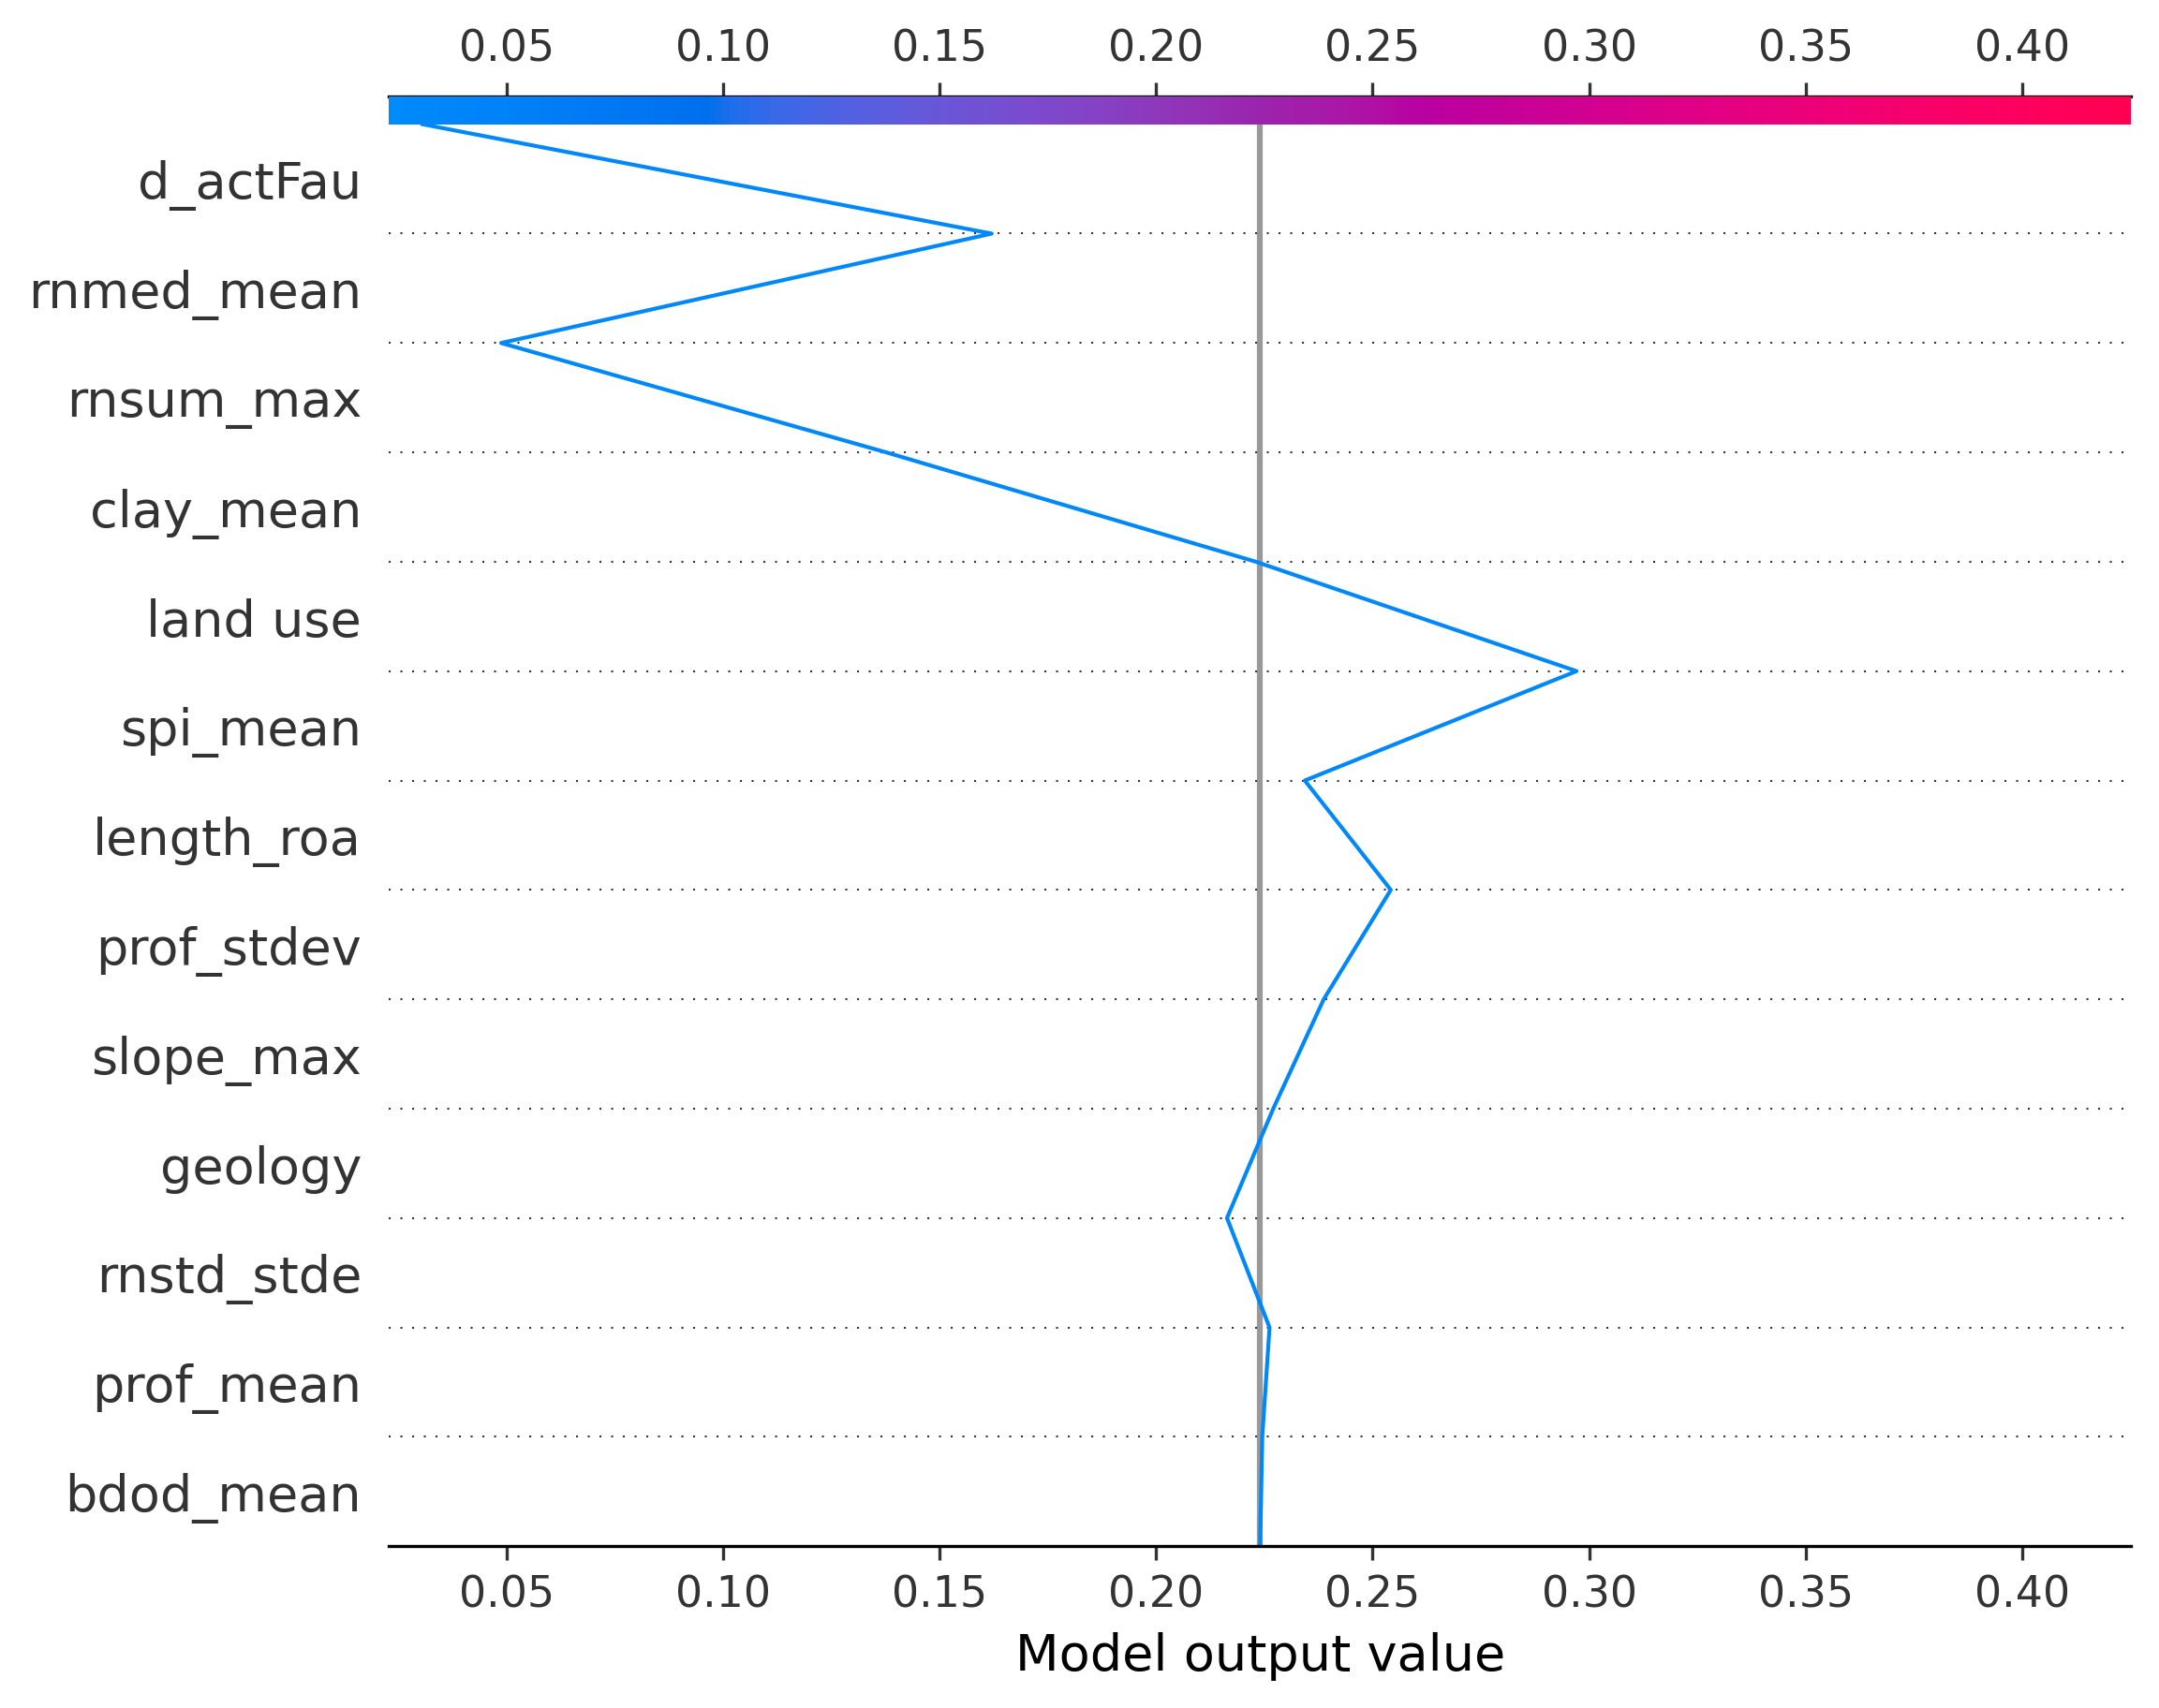 0.05 0.10 0.15 0.20 0.25 0.30 0.35 0.40
d_actFau
rnmed_mean
rnsum_max
clay_mean
land use
spi_mean
length_roa
prof_stdev
slope_max
geology
rnstd_stde
prof_mean
bdod_mean
0.05 0.10 0.15 0.20 0.25 0.30 0.35 0.40
Model output value